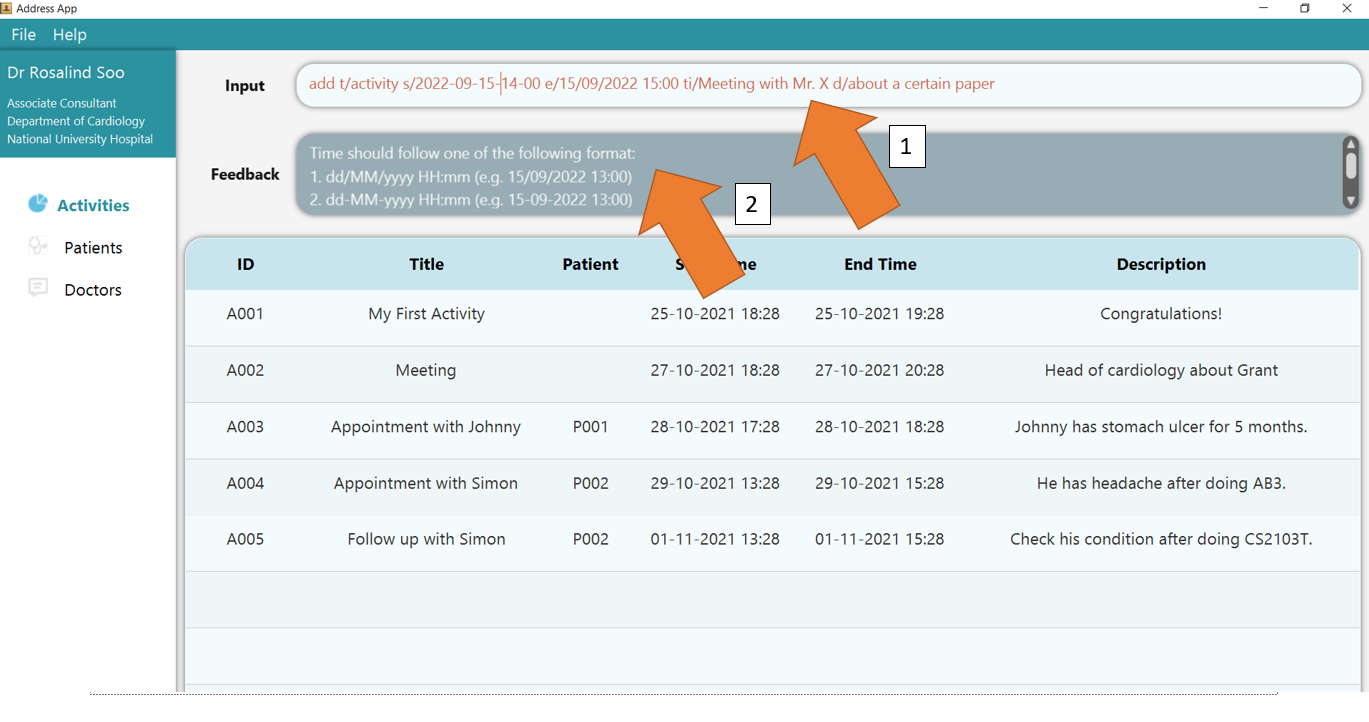 Address App
File Help
Dr Rosalind Soo
Associate Consultant
Department of Cardiology
National University Hospital
Activities
Patients
Doctors
Input
add t/activity s/2022-09-15-14-00 e/15/09/2022 15:00 ti/Meeting with Mr. X d/about a certain paper
1
Feedback
Time should follow one of the following format:
1. dd/MM/yyyy HH:mm (e.g. 15/09/2022 13:00)
2. dd-MM-yyyy HH:mm (e.g. 15-09-2022 13:00)
2
ID Title Patient S me End Time Description
A001 My First Activity 25-10-2021 18:28 25-10-2021 19:28 Congratulations!
A002 Meeting 27-10-2021 18:28 27-10-2021 20:28 Head of cardiology about Grant
A003 Appointment with Johnny P001 28-10-2021 17:28 28-10-2021 18:28 Johnny has stomach ulcer for 5 months.
A004 Appointment with Simon P002 29-10-2021 13:28 29-10-2021 15:28 He has headache after doing AB3.
A005 Follow up with Simon P002 01-11-2021 13:28 01-11-2021 15:28 Check his condition after doing CS2103T.